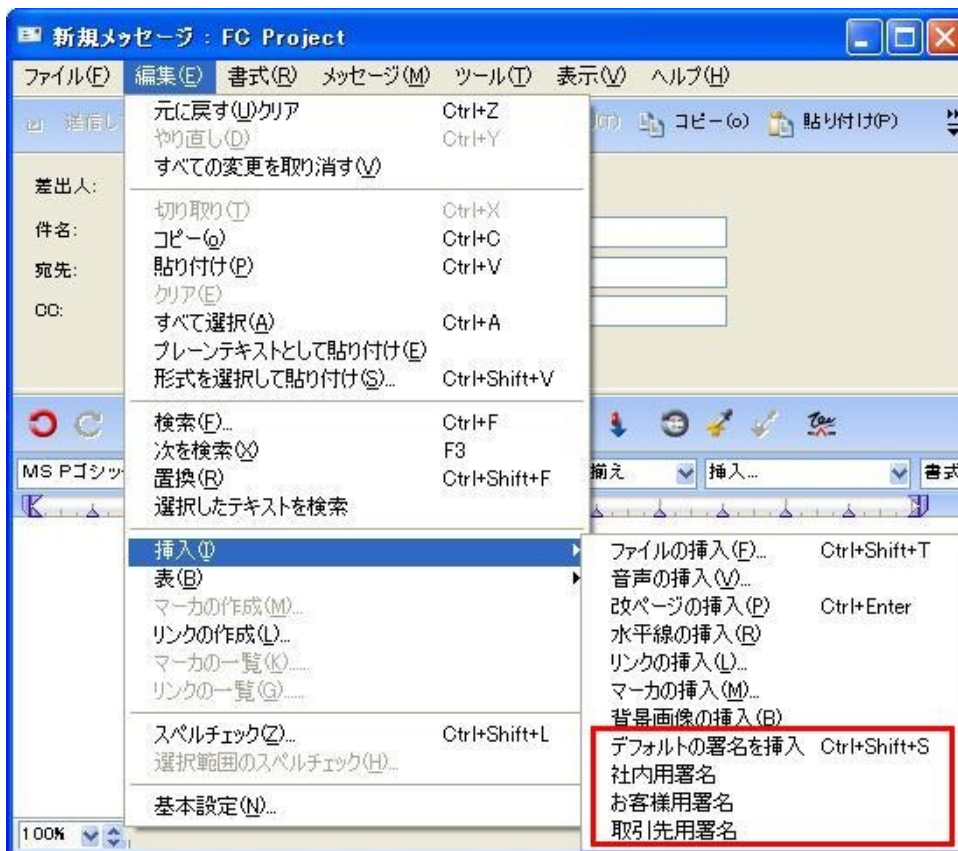 新規メッセージ : FC Project
ファイル(F) 編集(E) 書式(R) メッセージ(M) ツール(T) 表示(V) ヘルプ(H)
送信し コピー(o) 貼り付け(P)
差出人:
件名:
宛先:
CC:
元に戻す(U)クリア Ctrl+Z
やり直し(D) Ctrl+Y
すべての変更を取り消す(V)
切り取り(T) Ctrl+X
コピー(o) Ctrl+C
貼り付け(P) Ctrl+V
クリア(E)
すべて選択(A) Ctrl+A
プレーンテキストとして貼り付け(E)
形式を選択して貼り付け(S)... Ctrl+Shift+V
検索(F)... Ctrl+F
次を検索(X) F3
置換(R) Ctrl+Shift+F
選択したテキストを検索
MS Pゴシッ 揃え 挿入... 書式
挿入(I)
表(B)
マーカの作成(M)...
リンクの作成(L)...
マーカの一覧(K)......
リンクの一覧(G)......
スペルチェック(Z)... Ctrl+Shift+L
選択範囲のスペルチェック(H)...
基本設定(N)...
ファイルの挿入(F)... Ctrl+Shift+T
音声の挿入(V)...
改ページの挿入(P) Ctrl+Enter
水平線の挿入(R)
リンクの挿入(L)...
マーカの挿入(M)...
背景画像の挿入(B)
デフォルトの署名を挿入 Ctrl+Shift+S
社内用署名
お客様用署名
取引先用署名
100%